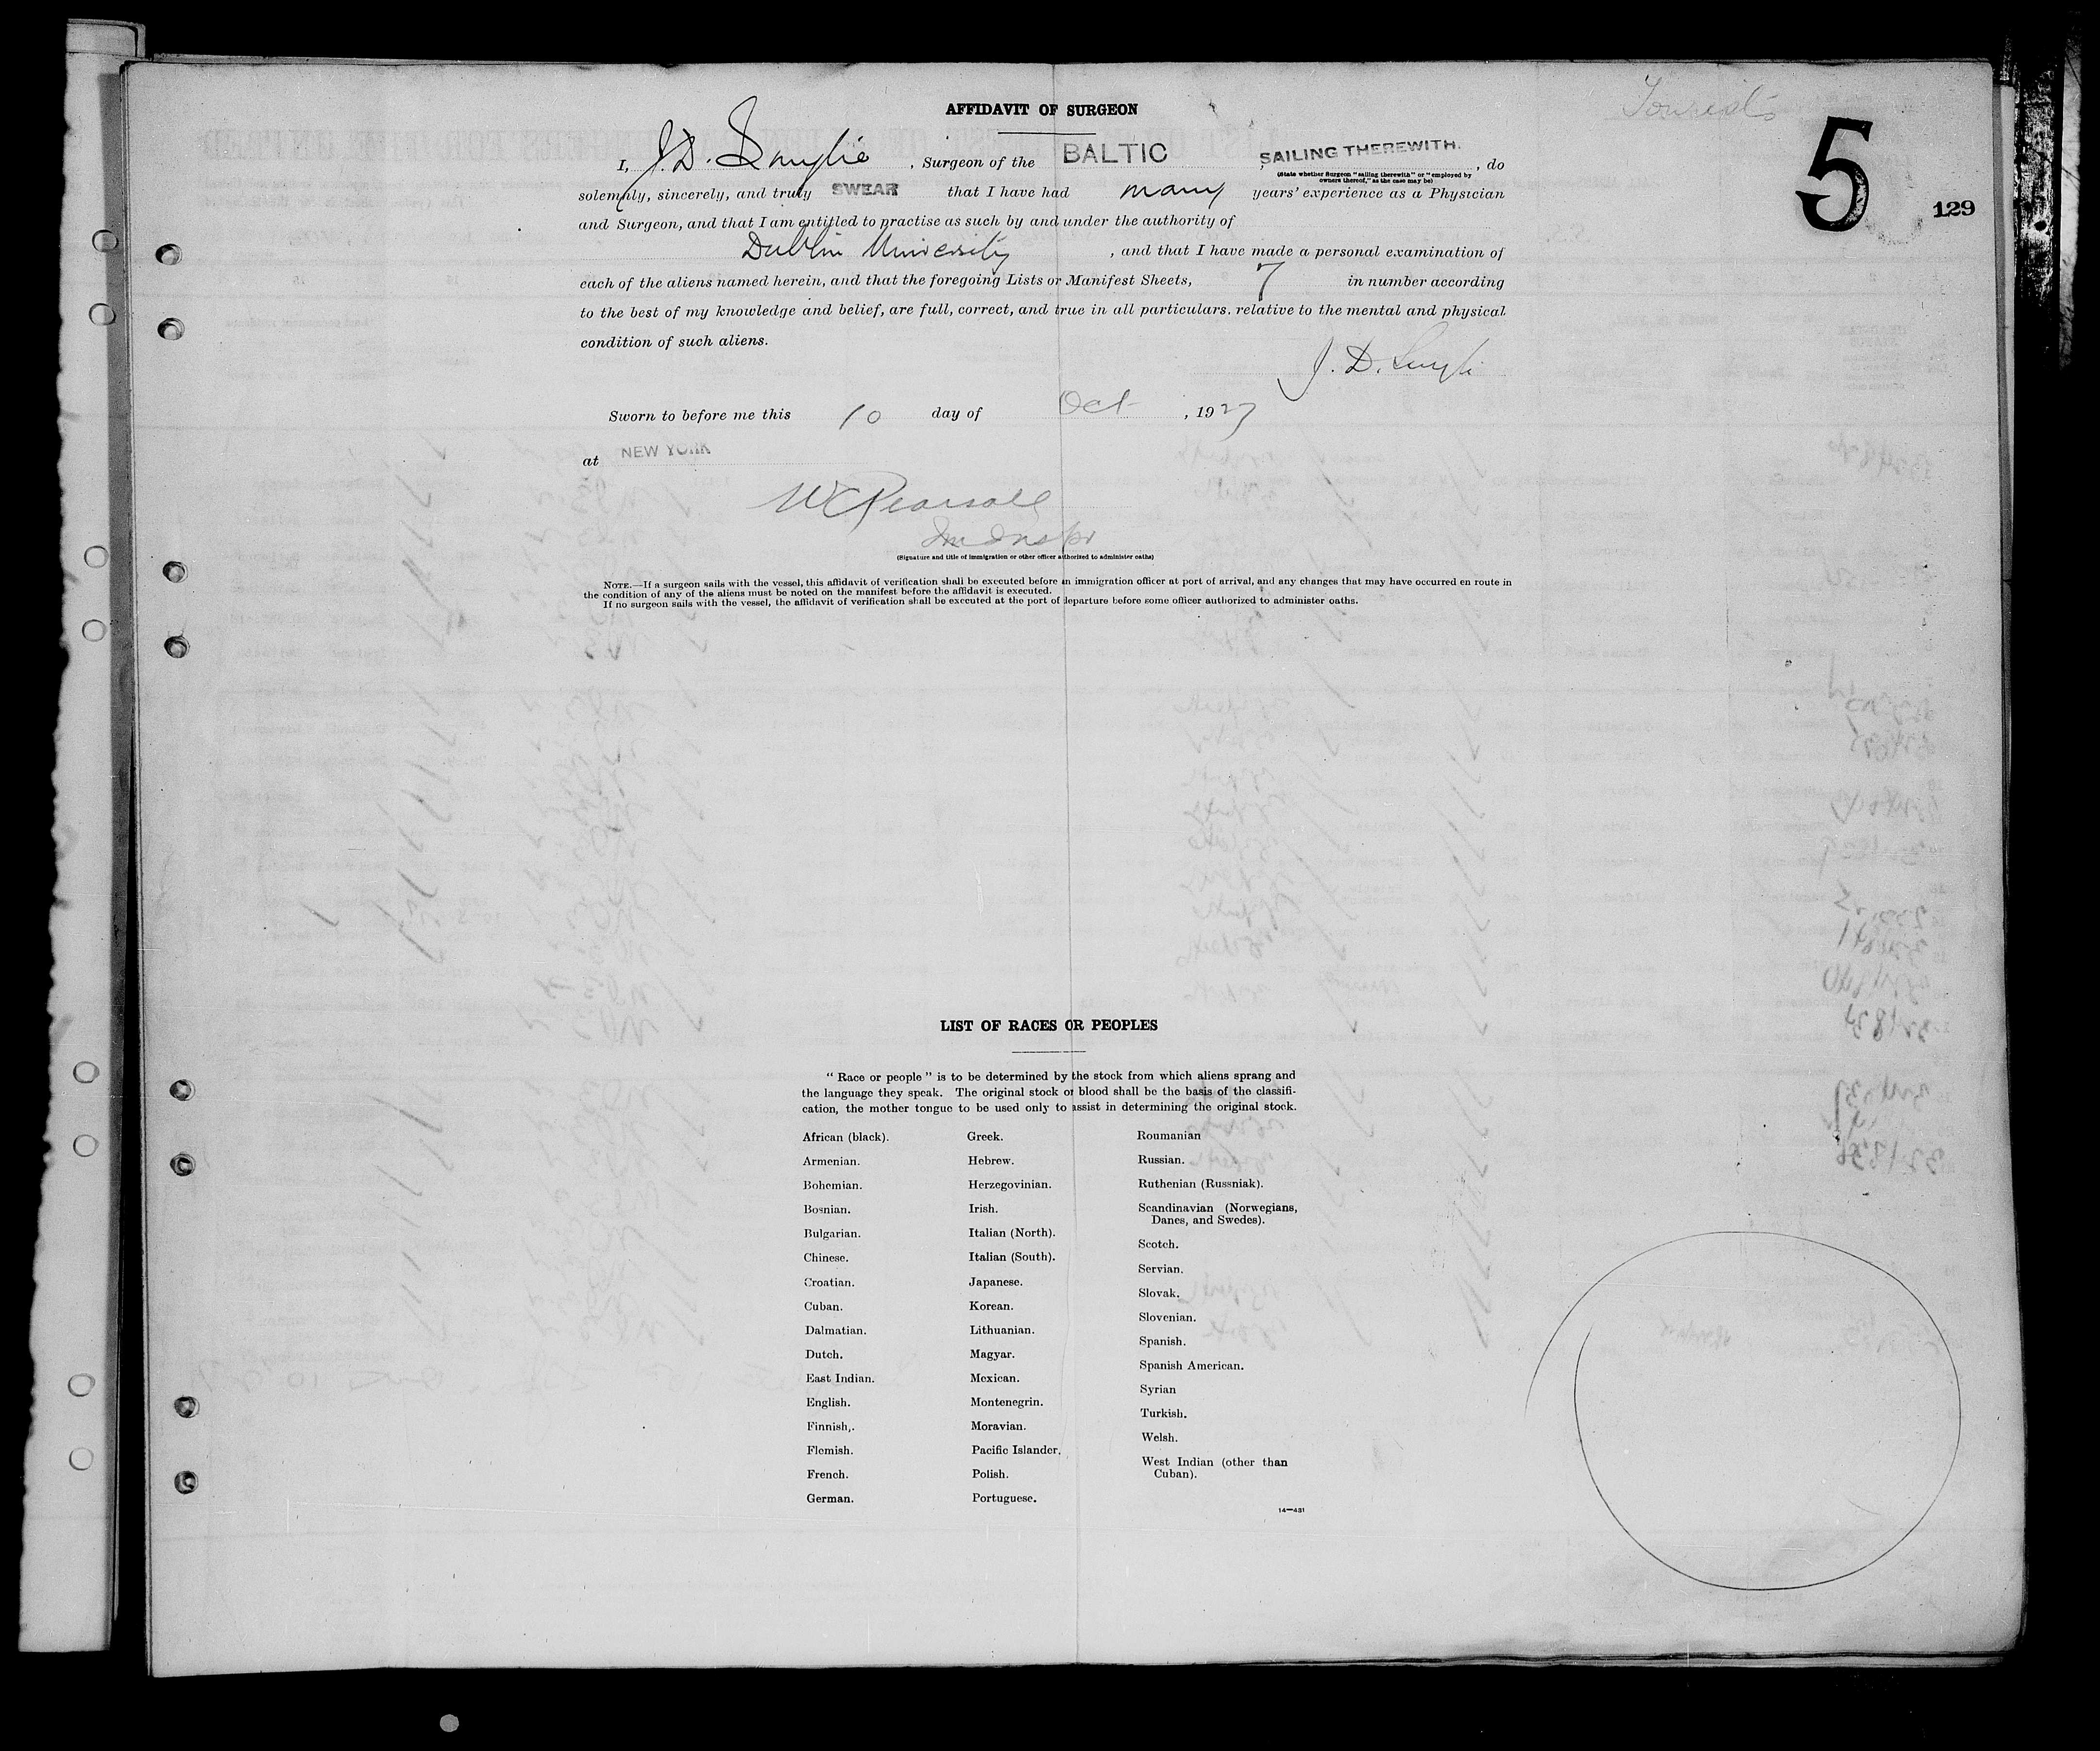 Tourists
5
129
AFFIDAVIT OF SURGEON
I, J. D. , Surgeon of the BALTIC , SAILING THEREWITH. , do
(State whether Surgeon "sailing therewith" or "employed by
owners thereof," as the case may be)
solemnly, sincerely, and truly SWEAR that I have had many years' experience as a Physician
and Surgeon, and that I am entitled to practise as such by and under the authority of
Dublin University , and that I have made a personal examination of
each of the aliens named herein, and that the foregoing Lists or Manifest Sheets, 7 in number according
to the best of my knowledge and belief, are full, correct, and true in all particulars. relative to the mental and physical
condition of such aliens.
J. D.
Sworn to before me this 10 day of Oct , 1927
at NEW YORK
W C Pearsall
Im Inspr
(Signature and title of immigration or other officer authorized to administer oaths)
NOTE.—If a surgeon sails with the vessel, this affidavit of verification shall be executed before an immigration officer at port of arrival, and any changes that may have occurred en route in
the condition of any of the aliens must be noted on the manifest before the affidavit is executed.
If no surgeon sails with the vessel, the affidavit of verification shall be executed at the port of departure before some officer authorized to administer oaths.
LIST OF RACES OR PEOPLES
"Race or people" is to be determined by the stock from which aliens sprang and
the language they speak. The original stock or blood shall be the basis of the classifi-
cation, the mother tongue to be used only to assist in determining the original stock.
African (black).
Armenian.
Bohemian.
Bosnian.
Bulgarian.
Chinese.
Croatian.
Cuban.
Dalmatian.
Dutch.
East Indian.
English.
Finnish,.
Flemish.
French.
German.
Greek.
Hebrew.
Herzegovinian.
Irish.
Italian (North).
Italian (South).
Japanese.
Korean.
Lithuanian.
Magyar.
Mexican.
Montenegrin.
Moravian.
Pacific Islander.
Polish.
Portuguese.
Roumanian
Russian.
Ruthenian (Russniak).
Scandinavian (Norwegians,
Danes, and Swedes).
Scotch.
Servian.
Slovak.
Slovenian.
Spanish.
Spanish American.
Syrian
Turkish.
Welsh.
West Indian (other than
Cuban).
14—431